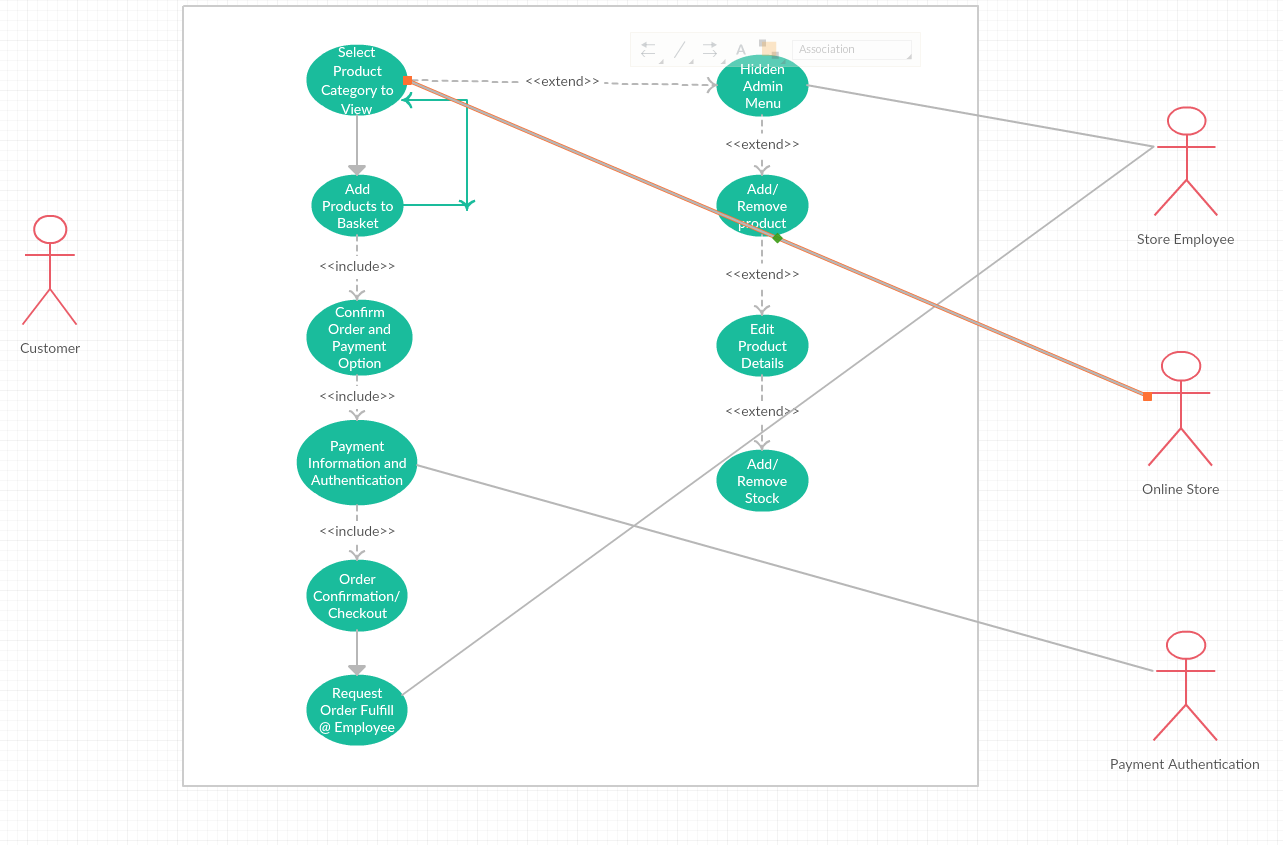 Association
Select
Product
Category to
View
<<extend>>
Hidden
Admin
Menu
<<extend>>
Add
Products to
Basket
Add/
Remove
product
Store Employee
<<include>>
<<extend>>
Confirm
Order and
Payment
Option
Edit
Product
Details
Customer
<<include>>
<<extend>>
Payment
Information and
Authentication
Add/
Remove
Stock
Online Store
<<include>>
Order
Confirmation/
Checkout
Request
Order Fulfill
@ Employee
Payment Authentication
A